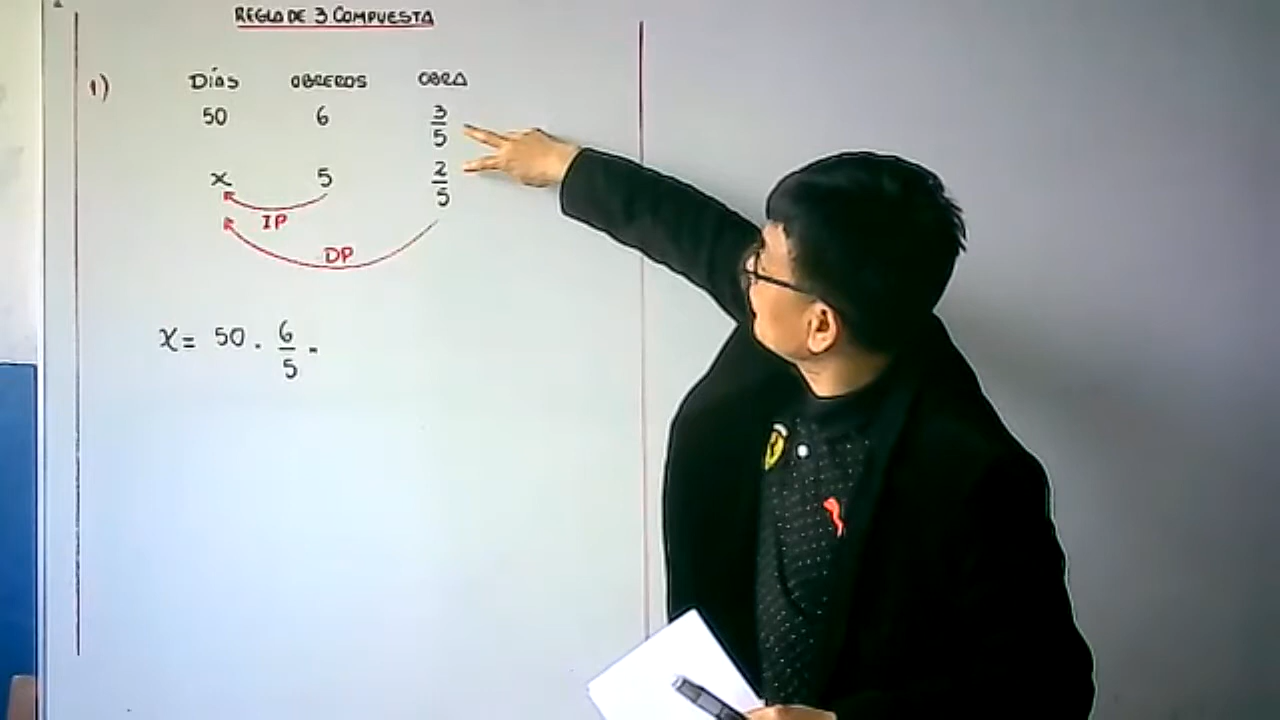 REGLA DE 3 COMPUESTA
1) DÍAS OBREROS OBRA
50 6 3/5
x 5 2/5
IP
DP
x = 50 . 6/5 .